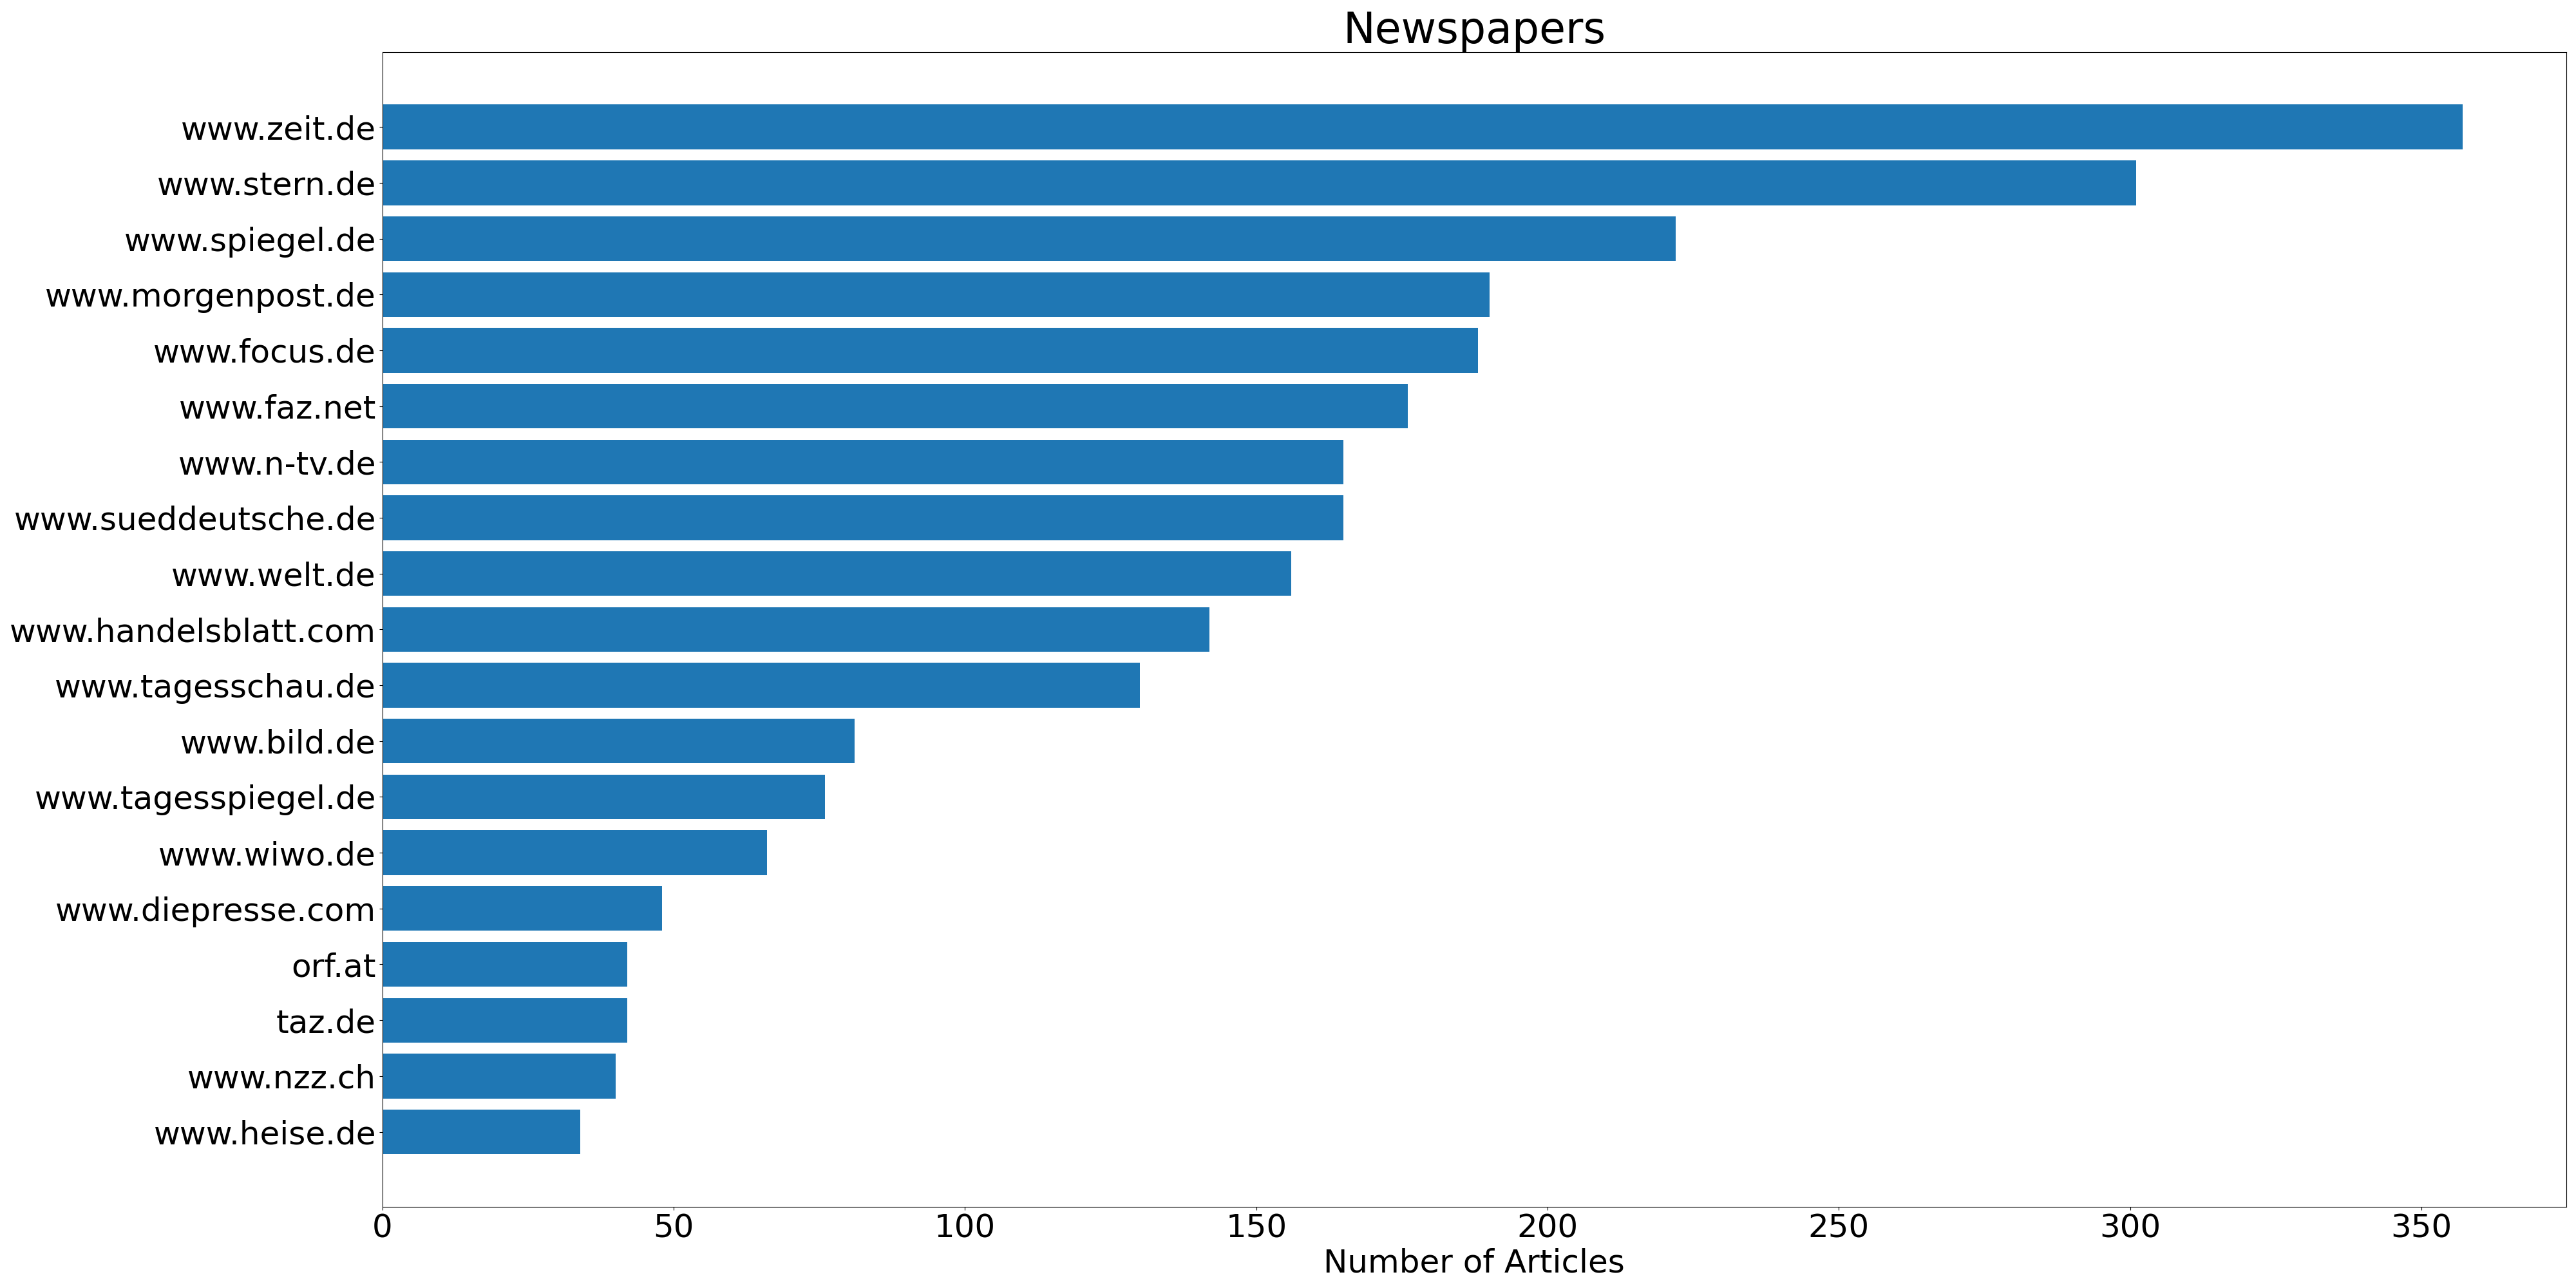 Newspapers
www.zeit.de
www.stern.de
www.spiegel.de
www.morgenpost.de
www.focus.de
www.faz.net
www.n-tv.de
www.sueddeutsche.de
www.welt.de
www.handelsblatt.com
www.tagesschau.de
www.bild.de
www.tagesspiegel.de
www.wiwo.de
www.diepresse.com
orf.at
taz.de
www.nzz.ch
www.heise.de
0 50 100 150 200 250 300 350
Number of Articles